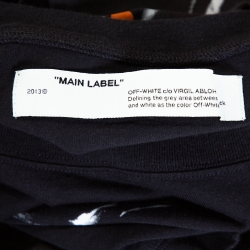 "MAIN LABEL"
2013©
OFF-WHITE c/o VIRGIL ABLOH
Defining the grey area between
and white as the color Off-White